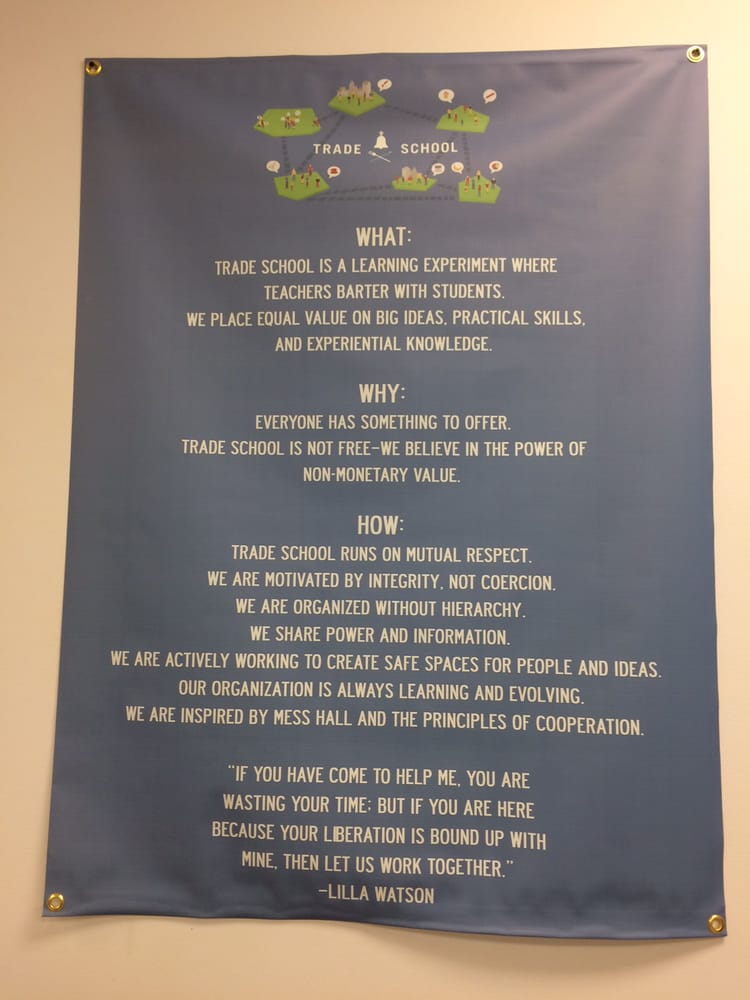 TRADE SCHOOL
WHAT:
TRADE SCHOOL IS A LEARNING EXPERIMENT WHERE
TEACHERS BARTER WITH STUDENTS.
WE PLACE EQUAL VALUE ON BIG IDEAS, PRACTICAL SKILLS,
AND EXPERIENTIAL KNOWLEDGE.
WHY:
EVERYONE HAS SOMETHING TO OFFER.
TRADE SCHOOL IS NOT FREE–WE BELIEVE IN THE POWER OF
NON-MONETARY VALUE.
HOW:
TRADE SCHOOL RUNS ON MUTUAL RESPECT.
WE ARE MOTIVATED BY INTEGRITY, NOT COERCION.
WE ARE ORGANIZED WITHOUT HIERARCHY.
WE SHARE POWER AND INFORMATION.
WE ARE ACTIVELY WORKING TO CREATE SAFE SPACES FOR PEOPLE AND IDEAS.
OUR ORGANIZATION IS ALWAYS LEARNING AND EVOLVING.
WE ARE INSPIRED BY MESS HALL AND THE PRINCIPLES OF COOPERATION.
"IF YOU HAVE COME TO HELP ME, YOU ARE
WASTING YOUR TIME; BUT IF YOU ARE HERE
BECAUSE YOUR LIBERATION IS BOUND UP WITH
MINE, THEN LET US WORK TOGETHER."
–LILLA WATSON